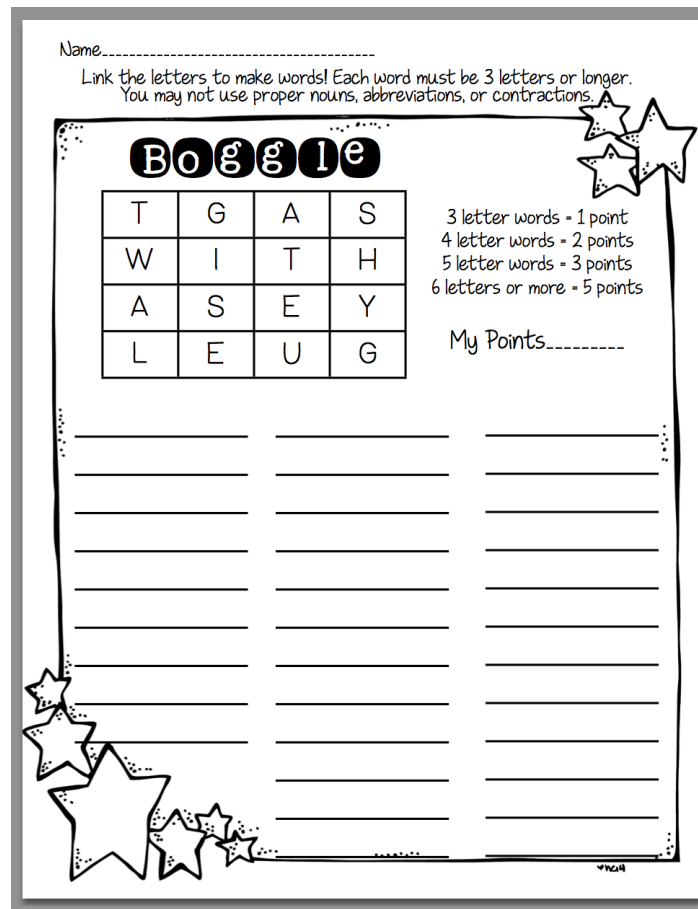 Name_______________________________________
Link the letters to make words! Each word must be 3 letters or longer.
You may not use proper nouns, abbreviations, or contractions.
Boggle
T G A S
W I T H
A S E Y
L E U G
3 letter words = 1 point
4 letter words = 2 points
5 letter words = 3 points
6 letters or more = 5 points
My Points_________